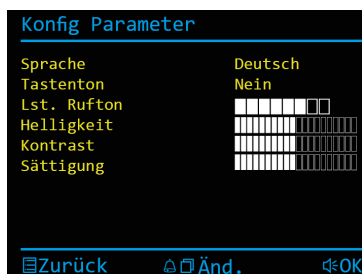 Konfig Parameter
Sprache Deutsch
Tastenton Nein
Lst. Rufton
Helligkeit
Kontrast
Sättigung
Zurück Änd. OK